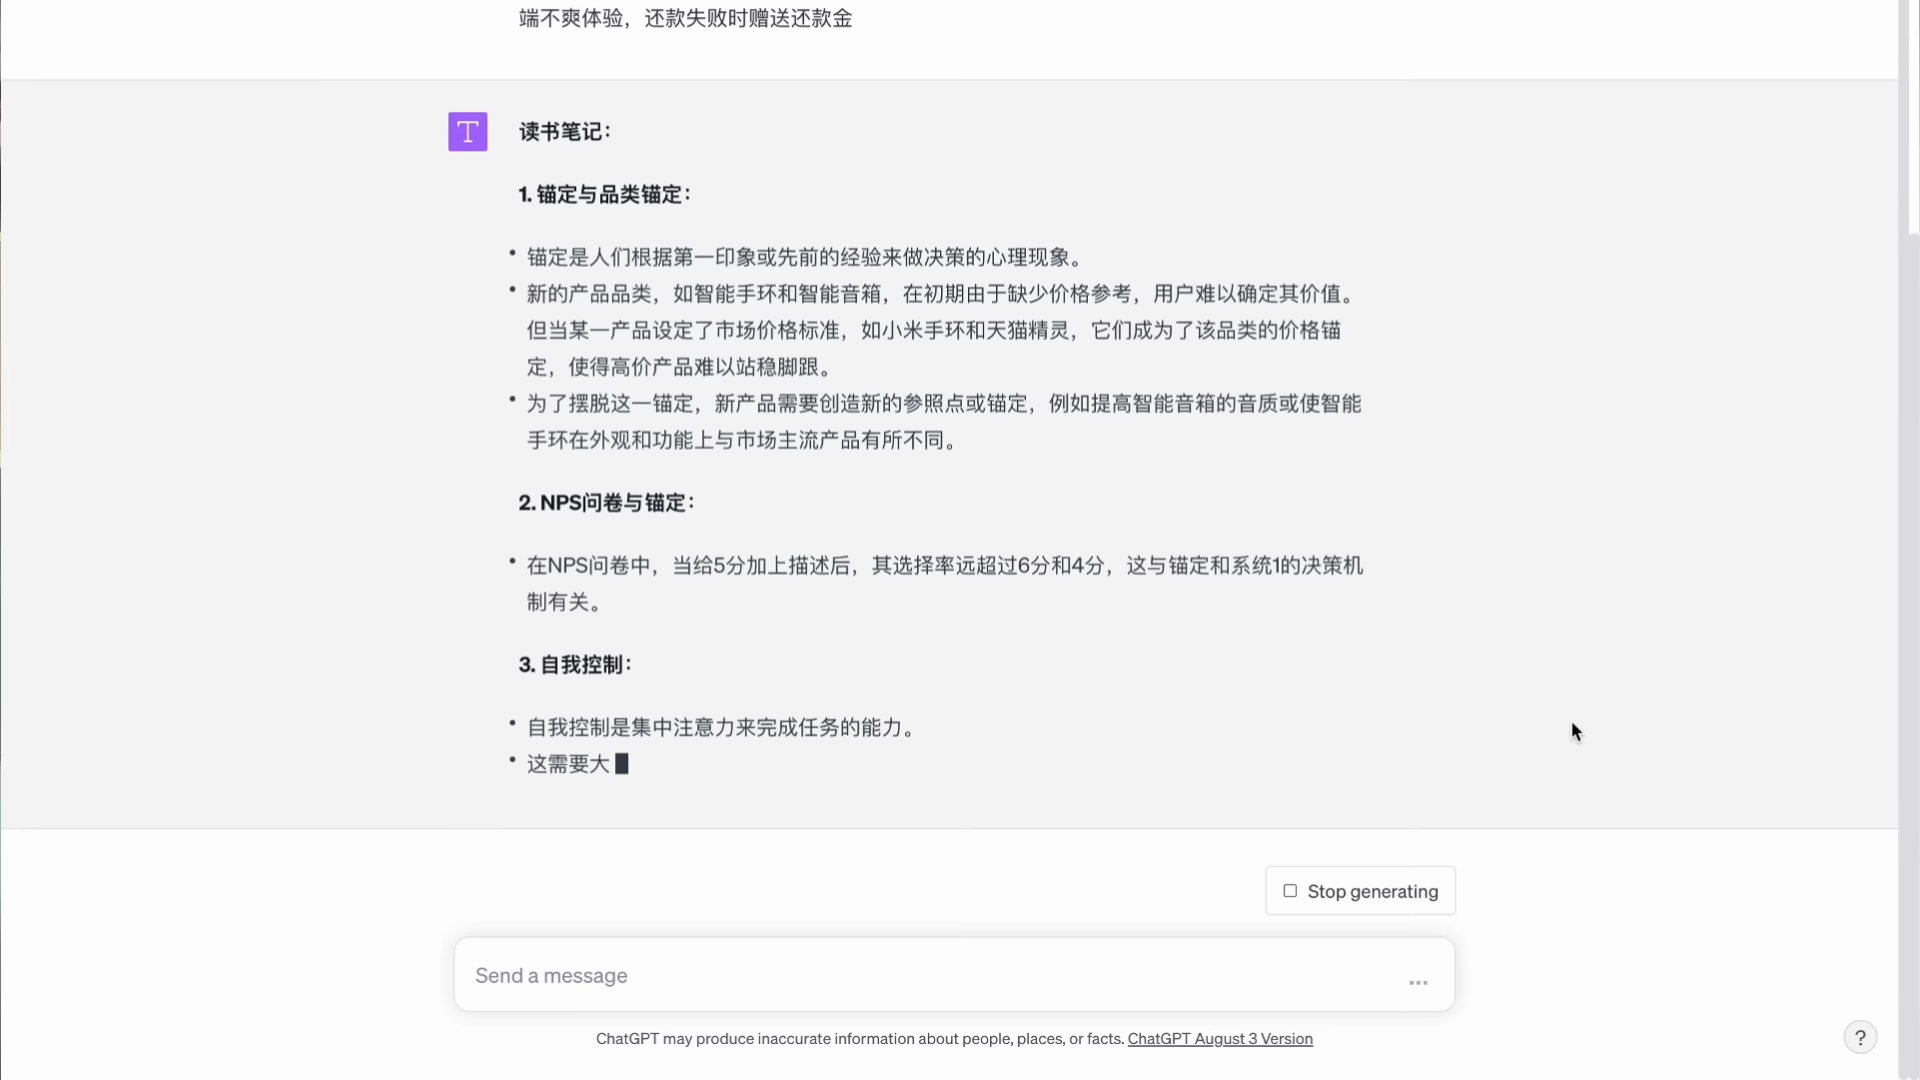 端不爽体验，还款失败时赠送还款金
T
读书笔记：
1. 锚定与品类锚定：
• 锚定是人们根据第一印象或先前的经验来做决策的心理现象。
• 新的产品品类，如智能手环和智能音箱，在初期由于缺少价格参考，用户难以确定其价值。
但当某一产品设定了市场价格标准，如小米手环和天猫精灵，它们成为了该品类的价格锚
定，使得高价产品难以站稳脚跟。
• 为了摆脱这一锚定，新产品需要创造新的参照点或锚定，例如提高智能音箱的音质或使智能
手环在外观和功能上与市场主流产品有所不同。
2. NPS问卷与锚定：
• 在NPS问卷中，当给5分加上描述后，其选择率远超过6分和4分，这与锚定和系统1的决策机
制有关。
3. 自我控制：
• 自我控制是集中注意力来完成任务的能力。
• 这需要大
Stop generating
Send a message
ChatGPT may produce inaccurate information about people, places, or facts. ChatGPT August 3 Version
?